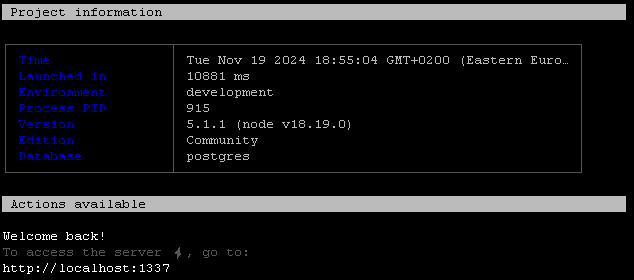 Project information
Time Tue Nov 19 2024 18:55:04 GMT+0200 (Eastern Euro…
Launched in 10881 ms
Environment development
Process PID 915
Version 5.1.1 (node v18.19.0)
Edition Community
Database postgres
Actions available
Welcome back!
To access the server ⚡, go to:
http://localhost:1337